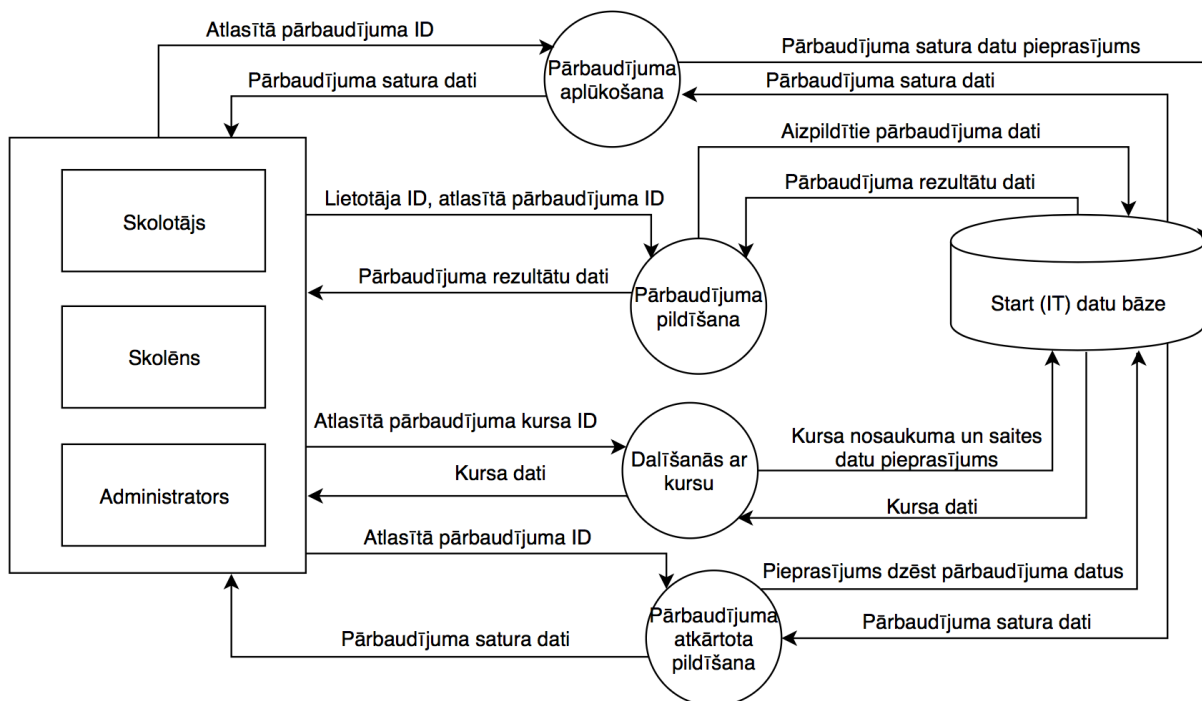 Atlasītā pārbaudījuma ID
Pārbaudījuma satura dati
Pārbaudījuma
aplūkošana
Pārbaudījuma satura datu pieprasījums
Pārbaudījuma satura dati
Aizpildītie pārbaudījuma dati
Pārbaudījuma rezultātu dati
Skolotājs
Lietotāja ID, atlasītā pārbaudījuma ID
Pārbaudījuma rezultātu dati
Pārbaudījuma
pildīšana
Start (IT) datu bāze
Skolēns
Atlasītā pārbaudījuma kursa ID
Kursa dati
Dalīšanās ar
kursu
Kursa nosaukuma un saites
datu pieprasījums
Kursa dati
Administrators
Atlasītā pārbaudījuma ID
Pieprasījums dzēst pārbaudījuma datus
Pārbaudījuma satura dati
Pārbaudījuma
atkārtota
pildīšana
Pārbaudījuma satura dati